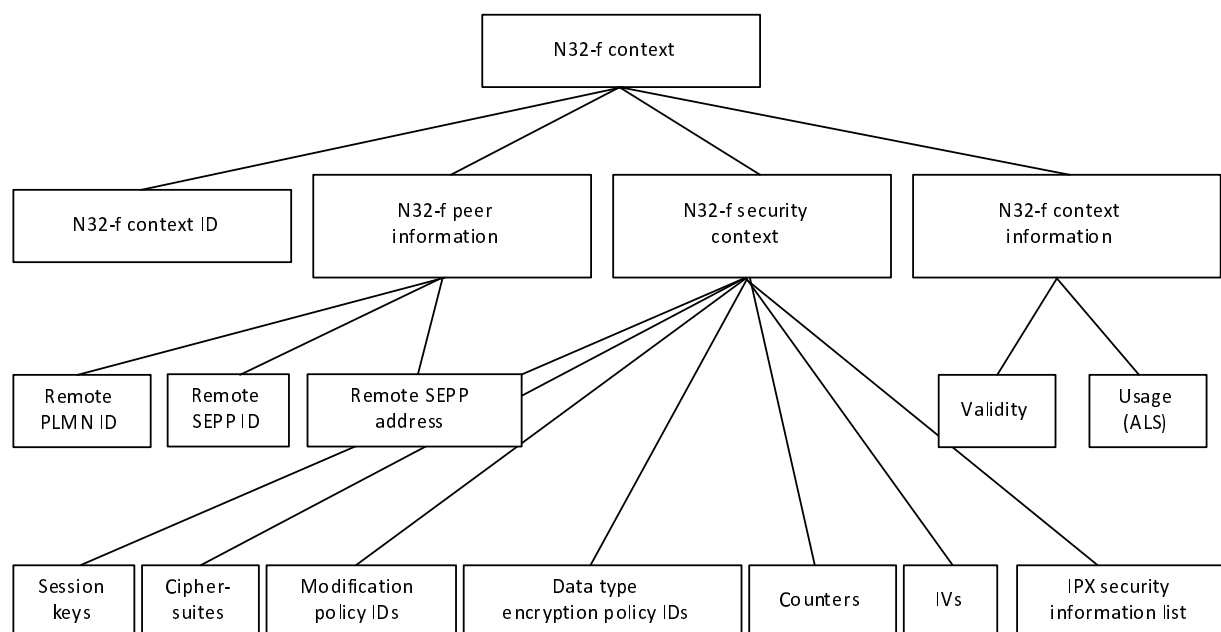 N32-f context
N32-f context ID
N32-f peer
information
N32-f security
context
N32-f context
information
Remote
PLMN ID
Remote
SEPP ID
Remote SEPP
address
Validity
Usage
(ALS)
Session
keys
Cipher-
suites
Modification
policy IDs
Data type
encryption policy IDs
Counters
IVs
IPX security
information list